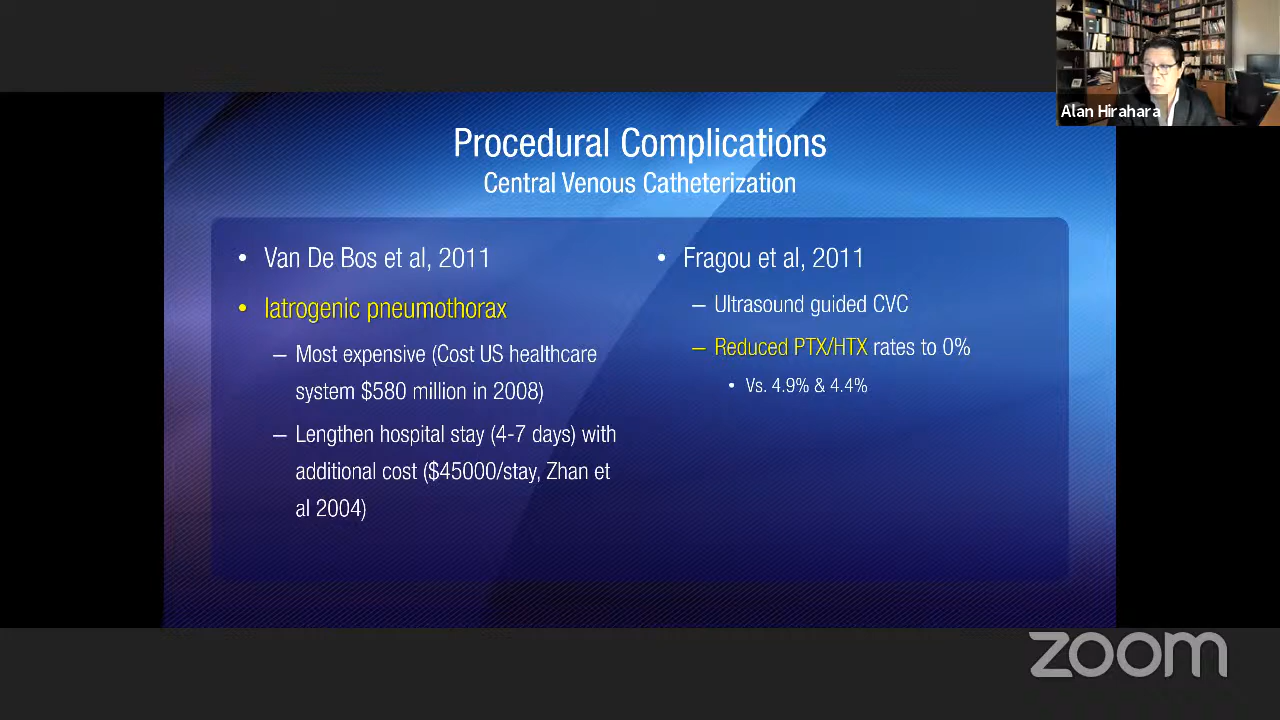 Alan Hirahara
Procedural Complications
Central Venous Catheterization
• Van De Bos et al, 2011
• Iatrogenic pneumothorax
– Most expensive (Cost US healthcare
system $580 million in 2008)
– Lengthen hospital stay (4-7 days) with
additional cost ($45000/stay, Zhan et
al 2004)
• Fragou et al, 2011
– Ultrasound guided CVC
– Reduced PTX/HTX rates to 0%
• Vs. 4.9% & 4.4%
zoom